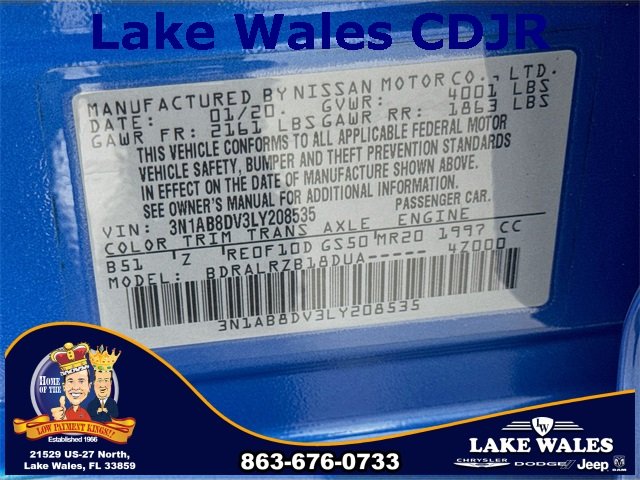 Lake Wales CDJR
MANUFACTURED BY NISSAN MOTOR CO., LTD.
DATE: 01/20. GVWR: 4001 LBS
GAWR FR: 2161 LBS GAWR RR: 1863 LBS
THIS VEHICLE CONFORMS TO ALL APPLICABLE FEDERAL MOTOR
VEHICLE SAFETY, BUMPER AND THEFT PREVENTION STANDARDS
IN EFFECT ON THE DATE OF MANUFACTURE SHOWN ABOVE.
SEE OWNER'S MANUAL FOR ADDITIONAL INFORMATION.
VIN: 3N1AB8DV3LY208535 PASSENGER CAR.
COLOR TRIM TRANS AXLE ENGINE
B51 Z RE0F10D GS50 MR20 1997 CC
MODEL: BDRALRZB18DUA----- 4Z000
3N1AB8DV3LY208535
HOME OF THE
LOW PAYMENT KINGS!!
Established 1966
21529 US-27 North,
Lake Wales, FL 33859
863-676-0733
LW
LAKE WALES
CHRYSLER DODGE Jeep RAM